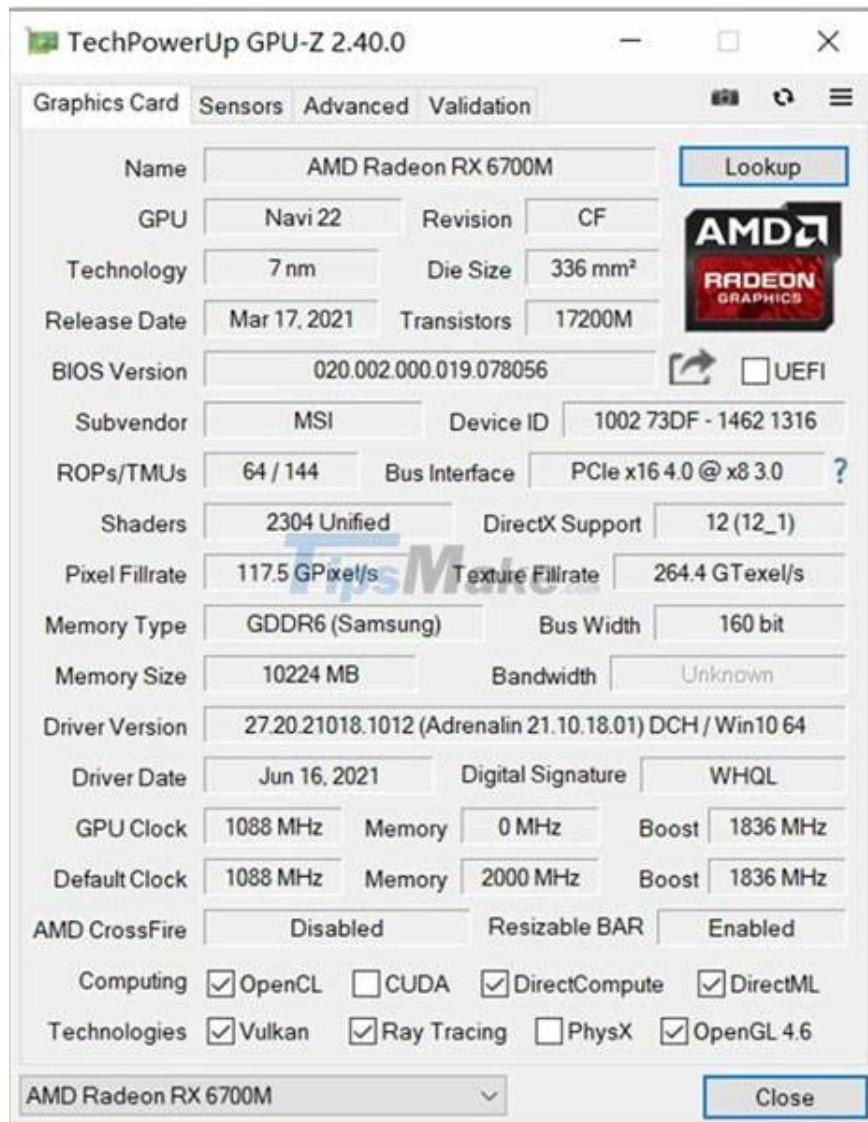 TechPowerUp GPU-Z 2.40.0
Graphics Card Sensors Advanced Validation
Name AMD Radeon RX 6700M Lookup
GPU Navi 22 Revision CF
Technology 7 nm Die Size 336 mm²
Release Date Mar 17, 2021 Transistors 17200M
AMD RADEON GRAPHICS
BIOS Version 020.002.000.019.078056 UEFI
Subvendor MSI Device ID 1002 73DF - 1462 1316
ROPs/TMUs 64 / 144 Bus Interface PCIe x16 4.0 @ x8 3.0 ?
Shaders 2304 Unified DirectX Support 12 (12_1)
TipsMake.com
Pixel Fillrate 117.5 GPixel/s Texture Fillrate 264.4 GTexel/s
Memory Type GDDR6 (Samsung) Bus Width 160 bit
Memory Size 10224 MB Bandwidth Unknown
Driver Version 27.20.21018.1012 (Adrenalin 21.10.18.01) DCH / Win10 64
Driver Date Jun 16, 2021 Digital Signature WHQL
GPU Clock 1088 MHz Memory 0 MHz Boost 1836 MHz
Default Clock 1088 MHz Memory 2000 MHz Boost 1836 MHz
AMD CrossFire Disabled Resizable BAR Enabled
Computing OpenCL CUDA DirectCompute DirectML
Technologies Vulkan Ray Tracing PhysX OpenGL 4.6
AMD Radeon RX 6700M Close